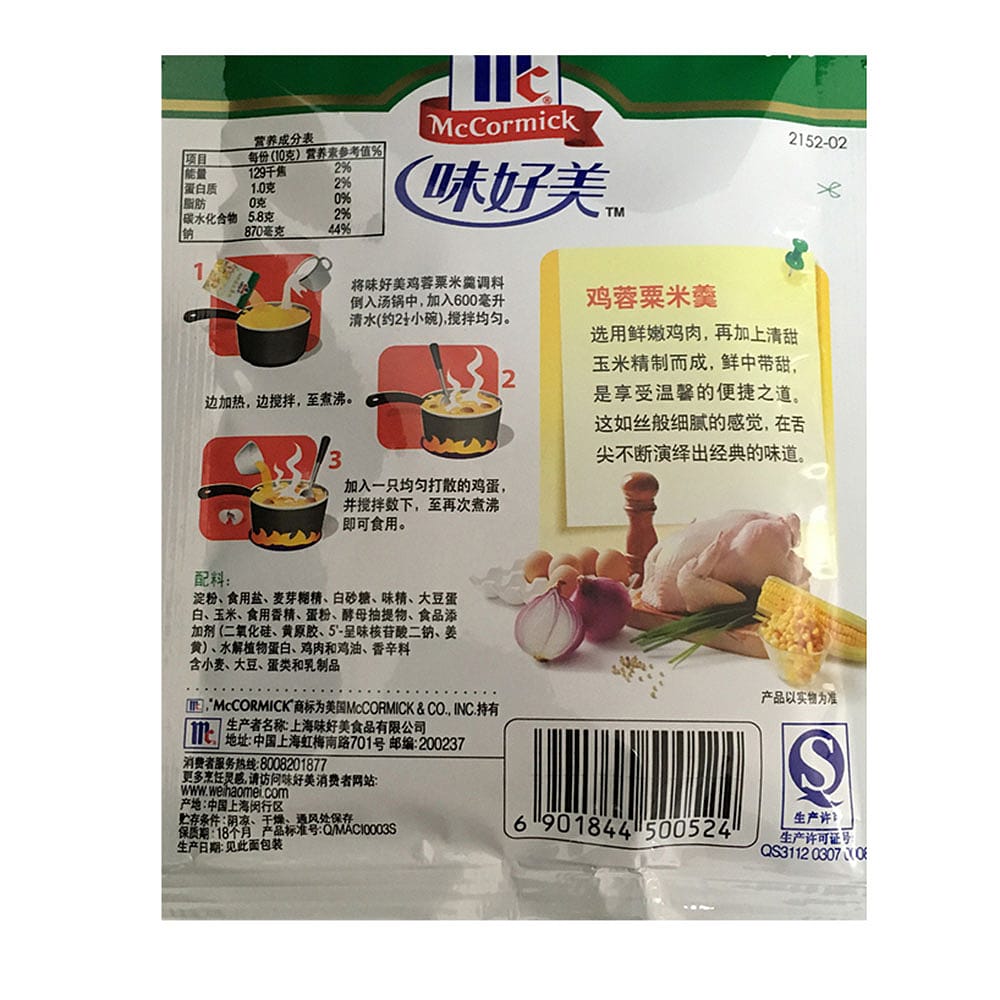 Mc
McCormick
味好美™
2152-02
营养成分表
项目 每份(10克) 营养素参考值%
能量 129千焦 2%
蛋白质 1.0克 2%
脂肪 0克 0%
碳水化合物 5.8克 2%
钠 870毫克 44%
1
将味好美鸡蓉粟米羹调料
倒入汤锅中,加入600毫升
清水(约2½小碗),搅拌均匀。
2
边加热，边搅拌，至煮沸。
3
加入一只均匀打散的鸡蛋,
并搅拌数下，至再次煮沸
即可食用。
鸡蓉粟米羹
选用鲜嫩鸡肉，再加上清甜
玉米精制而成，鲜中带甜，
是享受温馨的便捷之道。
这如丝般细腻的感觉，在舌
尖不断演绎出经典的味道。
配料:
淀粉、食用盐、麦芽糊精、白砂糖、味精、大豆蛋
白、玉米、食用香精、蛋粉、酵母抽提物、食品添
加剂(二氧化硅、黄原胶、5'-呈味核苷酸二钠、姜
黄)、水解植物蛋白、鸡肉和鸡油、香辛料
含小麦、大豆、蛋类和乳制品
产品以实物为准
"McCORMICK"商标为美国McCORMICK & CO., INC.持有
生产者名称:上海味好美食品有限公司
地址:中国上海虹梅南路701号 邮编:200237
消费者服务热线:8008201877
更多烹饪灵感,请访问味好美消费者网站:
www.weihaomei.com
产地:中国上海闵行区
贮存条件:阴凉、干燥、通风处保存
保质期:18个月 产品标准号:Q/MACI0003S
生产日期:见此面包装
6 901844 500524
生产许可
生产许可证号
QS3112 0307